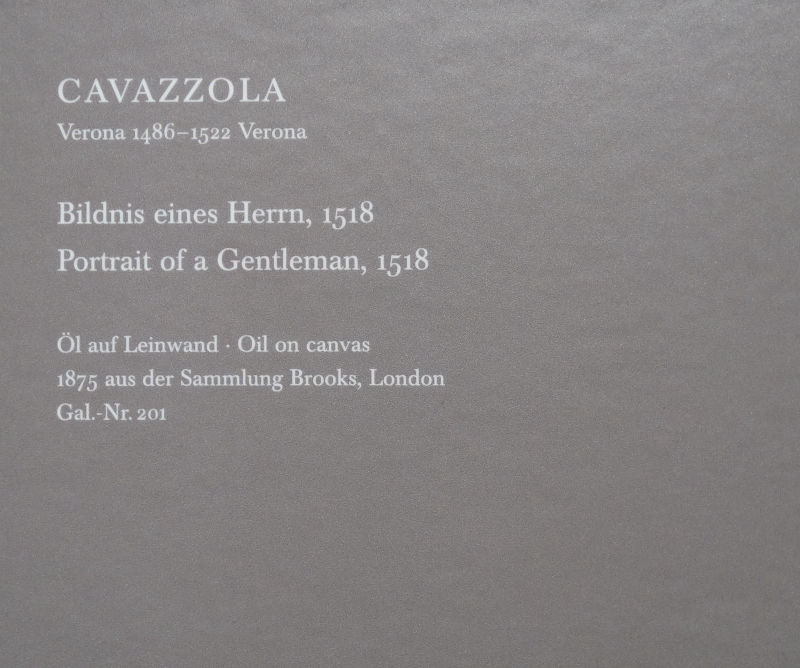 CAVAZZOLA
Verona 1486–1522 Verona
Bildnis eines Herrn, 1518
Portrait of a Gentleman, 1518
Öl auf Leinwand · Oil on canvas
1875 aus der Sammlung Brooks, London
Gal.-Nr. 201